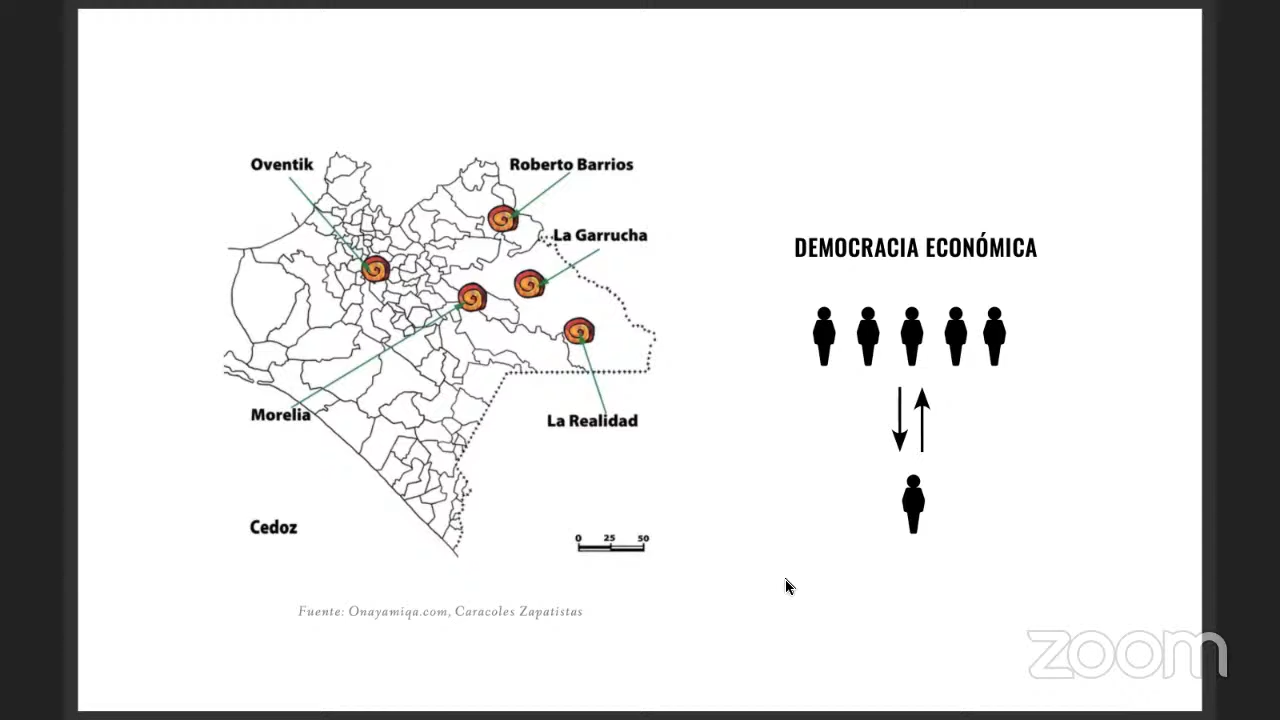 Oventik
Roberto Barrios
La Garrucha
DEMOCRACIA ECONÓMICA
Morelia
La Realidad
Cedoz
0 25 50
Fuente: Onayamiqa.com, Caracoles Zapatistas
zoom